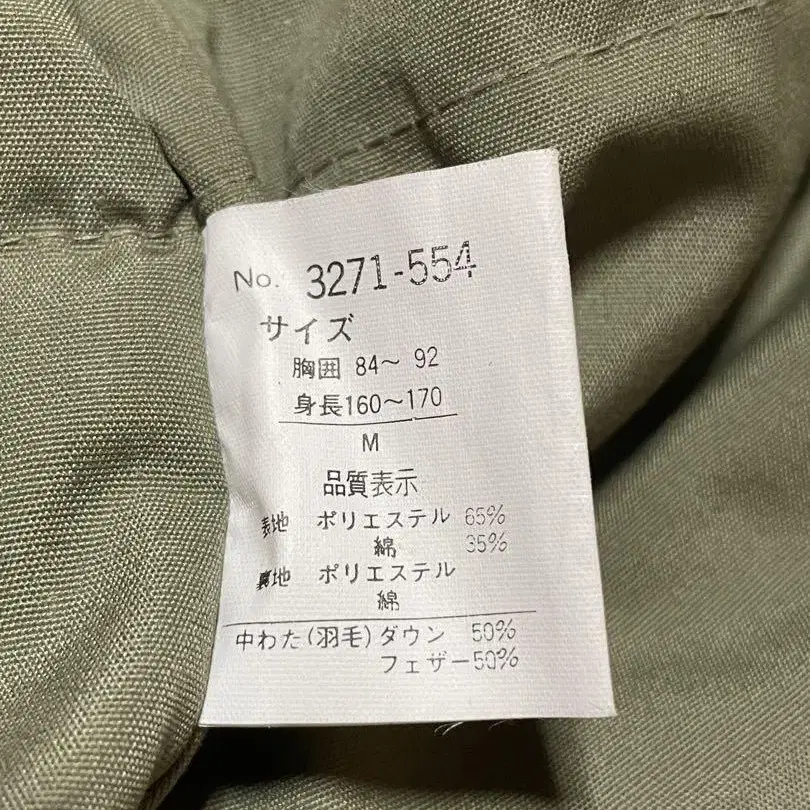 No. 3271-554
サイズ
胸囲 84〜 92
身長160〜170
M
品質表示
表地 ポリエステル 65%
綿 35%
裏地 ポリエステル
綿
中わた(羽毛)ダウン 50%
フェザー50%